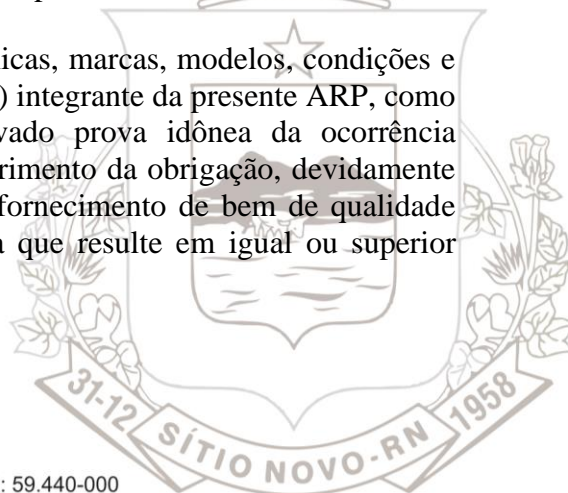 nicas, marcas, modelos, condições e
) integrante da presente ARP, como
vado prova idônea da ocorrência
rimento da obrigação, devidamente
fornecimento de bem de qualidade
a que resulte em igual ou superior
31-12 SÍTIO NOVO-RN 1958
: 59.440-000